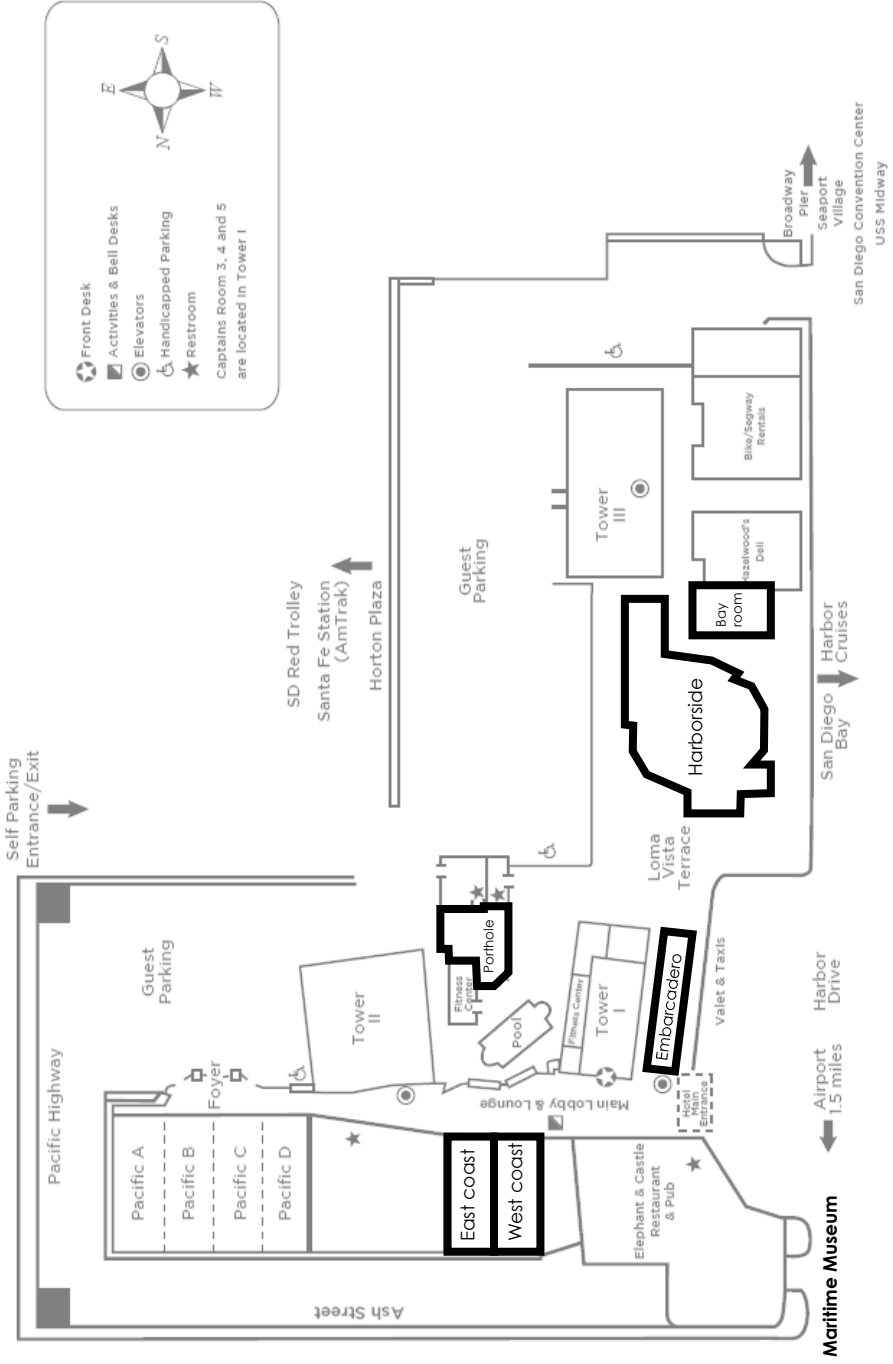 E
S
N
W
Front Desk
Activities & Bell Desks
Elevators
Handicapped Parking
Restroom
Captains Room 3, 4 and 5
are located in Tower I
Self Parking
Entrance/Exit
SD Red Trolley
Santa Fe Station
(AmTrak)
Horton Plaza
Broadway
Pier
Seaport
Village
San Diego Convention Center
USS Midway
Pacific Highway
Guest
Parking
Guest
Parking
Foyer
Pacific A
Pacific B
Pacific C
Pacific D
Tower
II
Fitness
Center
Porthole
Pool
Fitness Center
Tower
I
Embarcadero
Main Lobby & Lounge
Hotel
Main
Entrance
East coast
West coast
Elephant & Castle
Restaurant
& Pub
Ash Street
Tower
III
Bike/Segway
Rentals
Hazelwood's
Deli
Bay
room
Harborside
Loma
Vista
Terrace
Valet & Taxis
San Diego
Bay
Harbor
Cruises
Harbor
Drive
Airport
1.5 miles
Maritime Museum